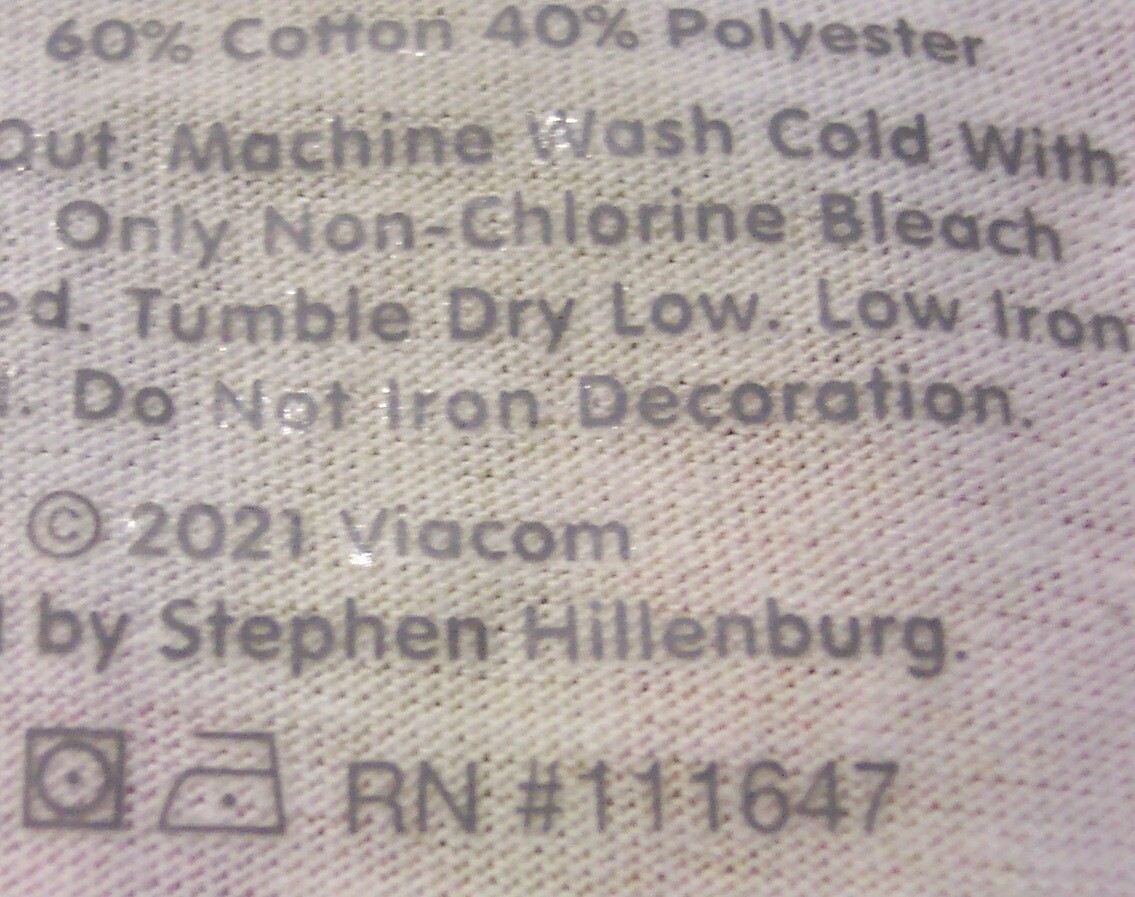 60% Cotton 40% Polyester
Out. Machine Wash Cold With
Only Non-Chlorine Bleach
ed. Tumble Dry Low. Low Iron
. Do Not Iron Decoration.
© 2021 Viacom
by Stephen Hillenburg.
RN #111647